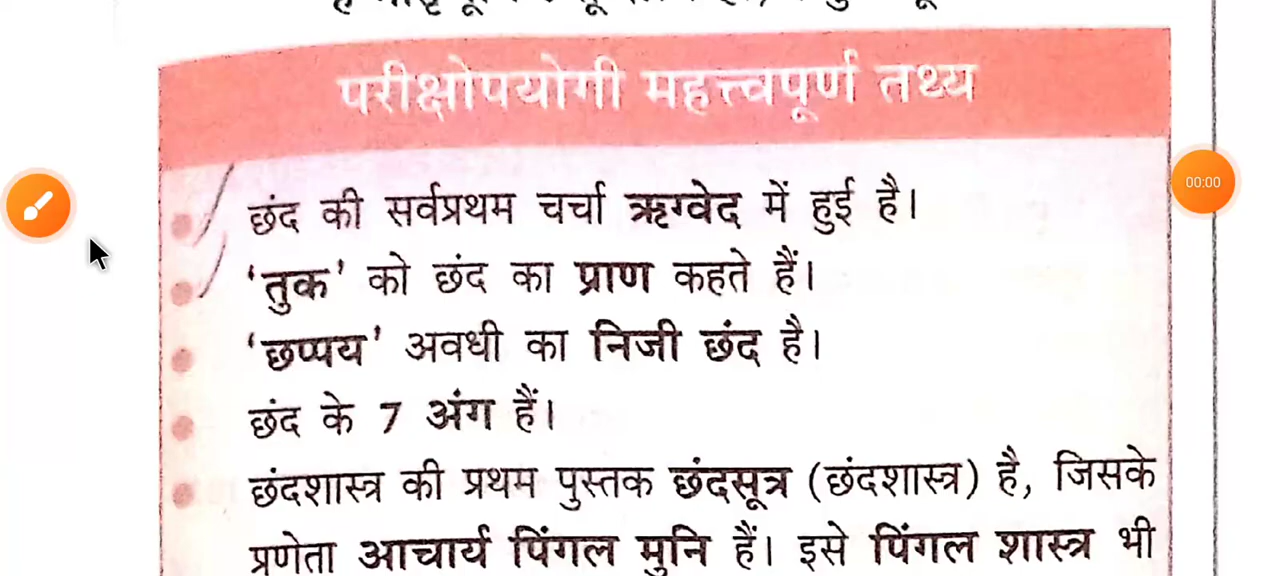 परीक्षोपयोगी महत्त्वपूर्ण तथ्य
छंद की सर्वप्रथम चर्चा ऋग्वेद में हुई है।
00:00
'तुक' को छंद का प्राण कहते हैं।
'छप्पय' अवधी का निजी छंद है।
छंद के 7 अंग हैं।
छंदशास्त्र की प्रथम पुस्तक छंदसूत्र (छंदशास्त्र) है, जिसके
प्रणेता आचार्य पिंगल मुनि हैं। इसे पिंगल शास्त्र भी